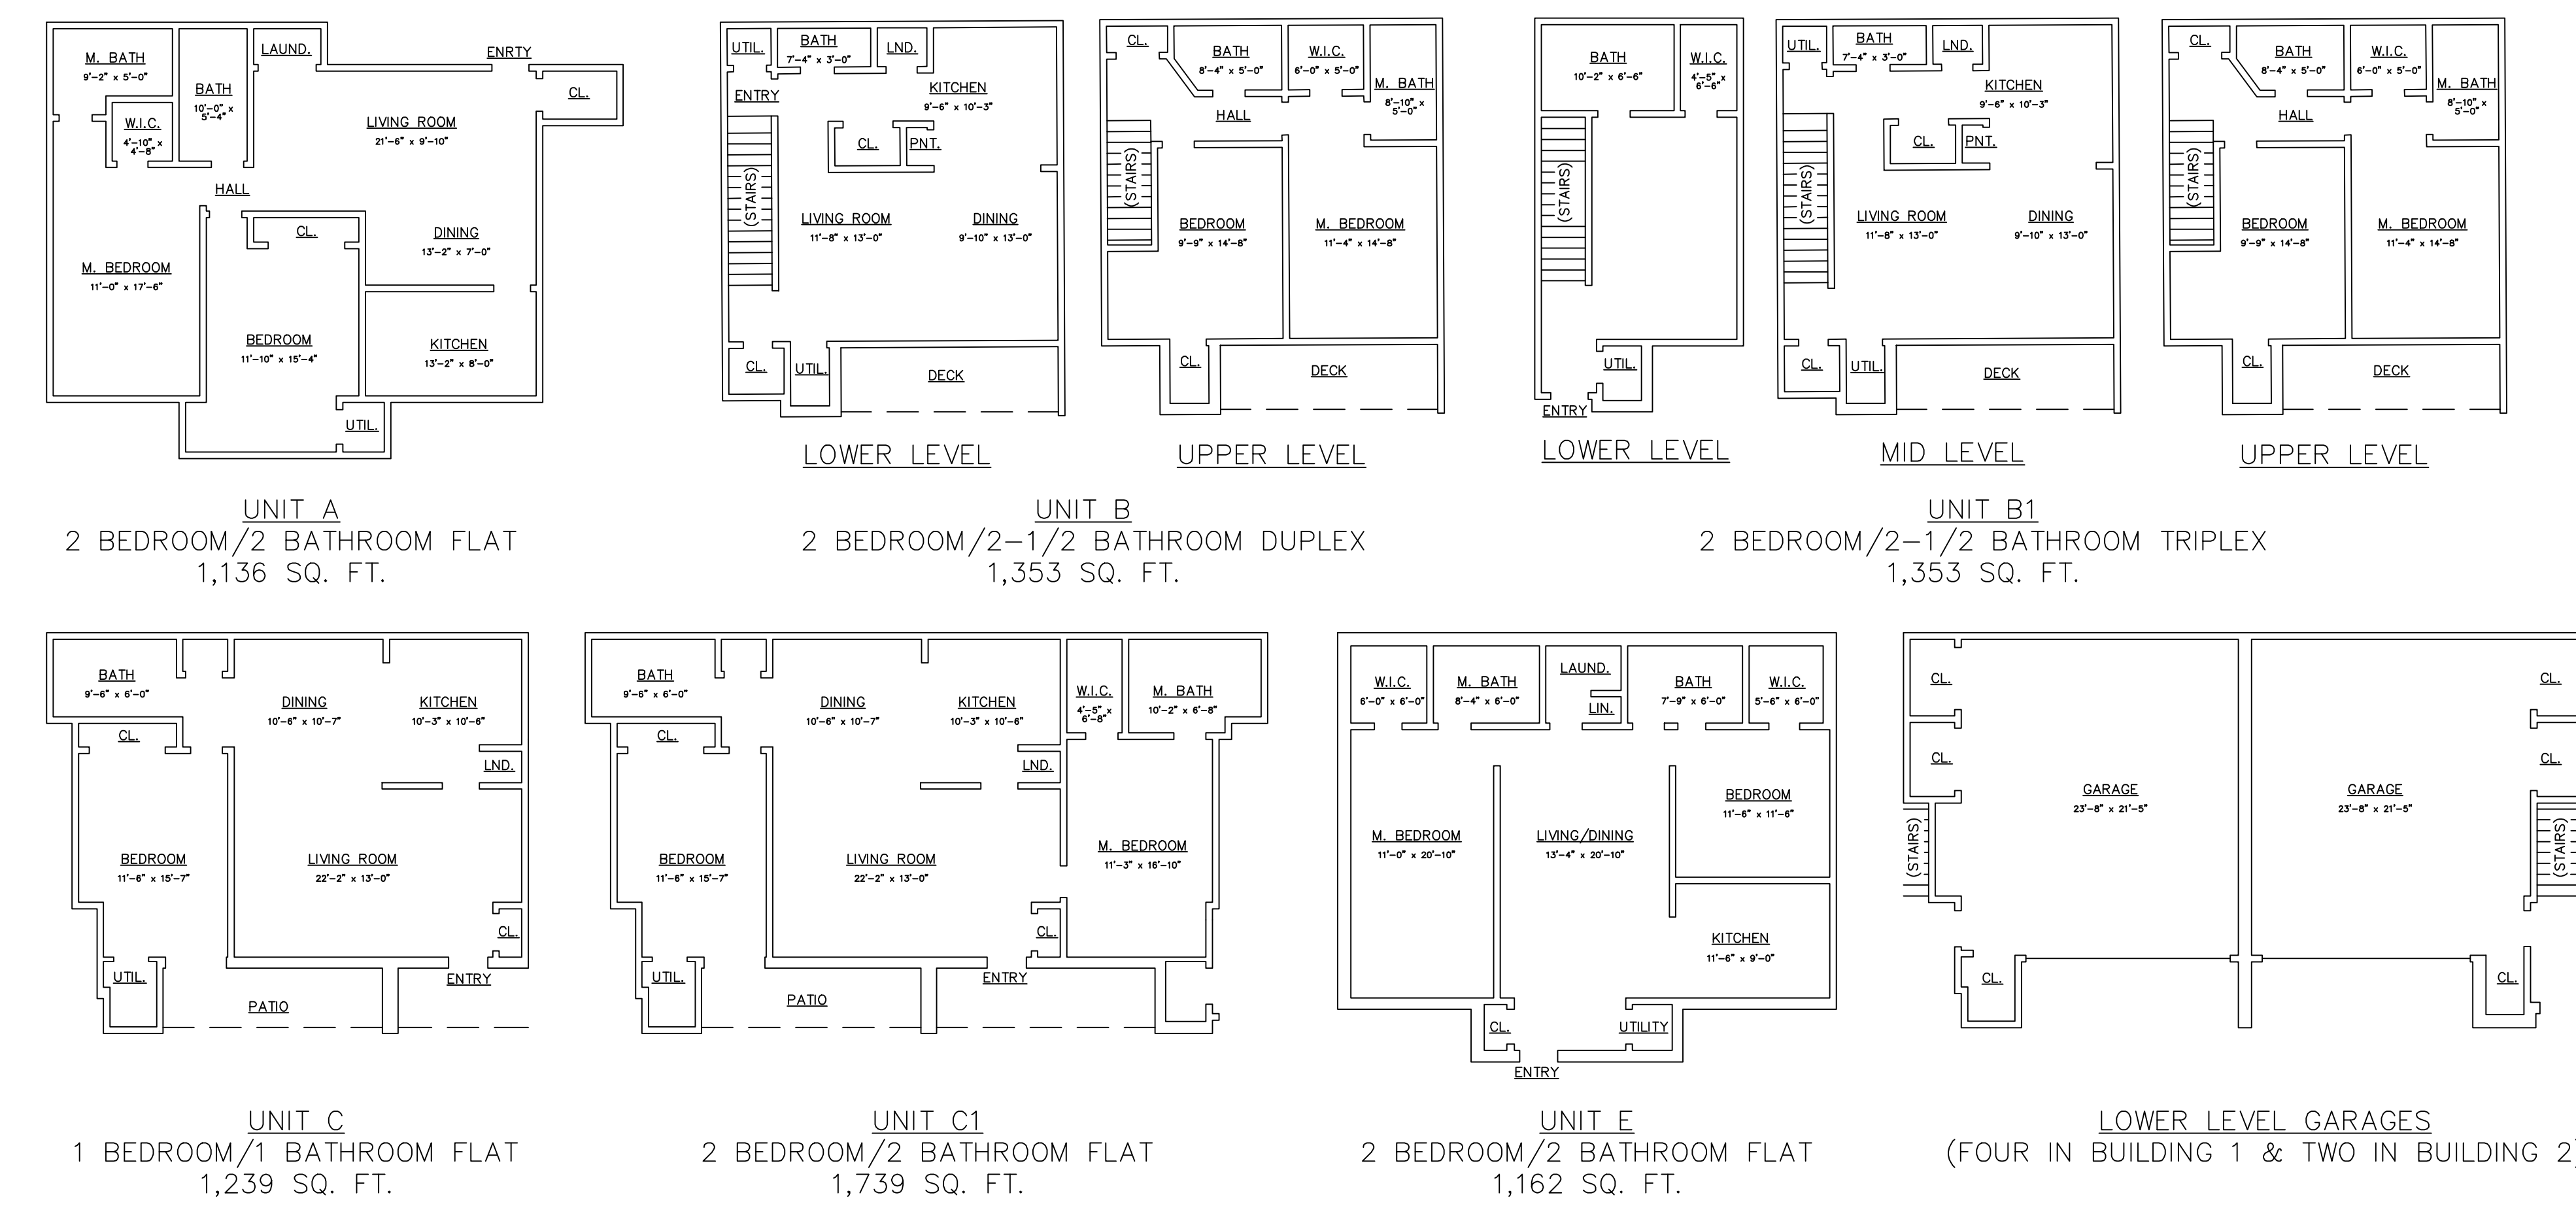 M. BATH
9'-2" x 5'-0"
W.I.C.
4'-10" x
4'-8"
BATH
10'-0" x
5'-4"
LAUND.
ENRTY
CL.
LIVING ROOM
21'-6" x 9'-10"
HALL
CL.
DINING
13'-2" x 7'-0"
M. BEDROOM
11'-0" x 17'-6"
BEDROOM
11'-10" x 15'-4"
KITCHEN
13'-2" x 8'-0"
UTIL.
UNIT A
2 BEDROOM/2 BATHROOM FLAT
1,136 SQ. FT.
UTIL.
BATH
7'-4" x 3'-0"
LND.
ENTRY
KITCHEN
9'-6" x 10'-3"
CL.
PNT.
(STAIRS)
LIVING ROOM
11'-8" x 13'-0"
DINING
9'-10" x 13'-0"
CL.
UTIL.
DECK
LOWER LEVEL
CL.
BATH
8'-4" x 5'-0"
W.I.C.
6'-0" x 5'-0"
M. BATH
8'-10" x
5'-0"
HALL
(STAIRS)
BEDROOM
9'-9" x 14'-8"
M. BEDROOM
11'-4" x 14'-8"
CL.
DECK
UPPER LEVEL
UNIT B
2 BEDROOM/2-1/2 BATHROOM DUPLEX
1,353 SQ. FT.
BATH
10'-2" x 6'-6"
W.I.C.
4'-5" x
6'-6"
(STAIRS)
UTIL.
ENTRY
LOWER LEVEL
UTIL.
BATH
7'-4" x 3'-0"
LND.
KITCHEN
9'-6" x 10'-3"
CL.
PNT.
(STAIRS)
LIVING ROOM
11'-8" x 13'-0"
DINING
9'-10" x 13'-0"
CL.
UTIL.
DECK
MID LEVEL
CL.
BATH
8'-4" x 5'-0"
W.I.C.
6'-0" x 5'-0"
M. BATH
8'-10" x
5'-0"
HALL
(STAIRS)
BEDROOM
9'-9" x 14'-8"
M. BEDROOM
11'-4" x 14'-8"
CL.
DECK
UPPER LEVEL
UNIT B1
2 BEDROOM/2-1/2 BATHROOM TRIPLEX
1,353 SQ. FT.
BATH
9'-6" x 6'-0"
DINING
10'-6" x 10'-7"
KITCHEN
10'-3" x 10'-6"
CL.
LND.
BEDROOM
11'-6" x 15'-7"
LIVING ROOM
22'-2" x 13'-0"
CL.
UTIL.
ENTRY
PATIO
UNIT C
1 BEDROOM/1 BATHROOM FLAT
1,239 SQ. FT.
BATH
9'-6" x 6'-0"
DINING
10'-6" x 10'-7"
KITCHEN
10'-3" x 10'-6"
W.I.C.
4'-5" x
6'-8"
M. BATH
10'-2" x 6'-8"
CL.
LND.
BEDROOM
11'-6" x 15'-7"
LIVING ROOM
22'-2" x 13'-0"
M. BEDROOM
11'-3" x 16'-10"
CL.
UTIL.
ENTRY
PATIO
UNIT C1
2 BEDROOM/2 BATHROOM FLAT
1,739 SQ. FT.
W.I.C.
6'-0" x 6'-0"
M. BATH
8'-4" x 6'-0"
LAUND.
LIN.
BATH
7'-9" x 6'-0"
W.I.C.
5'-6" x 6'-0"
BEDROOM
11'-6" x 11'-6"
M. BEDROOM
11'-0" x 20'-10"
LIVING/DINING
13'-4" x 20'-10"
KITCHEN
11'-6" x 9'-0"
CL.
UTILITY
ENTRY
UNIT E
2 BEDROOM/2 BATHROOM FLAT
1,162 SQ. FT.
CL.
CL.
CL.
CL.
GARAGE
23'-8" x 21'-5"
GARAGE
23'-8" x 21'-5"
(STAIRS)
(STAIRS)
CL.
CL.
LOWER LEVEL GARAGES
(FOUR IN BUILDING 1 & TWO IN BUILDING 2)